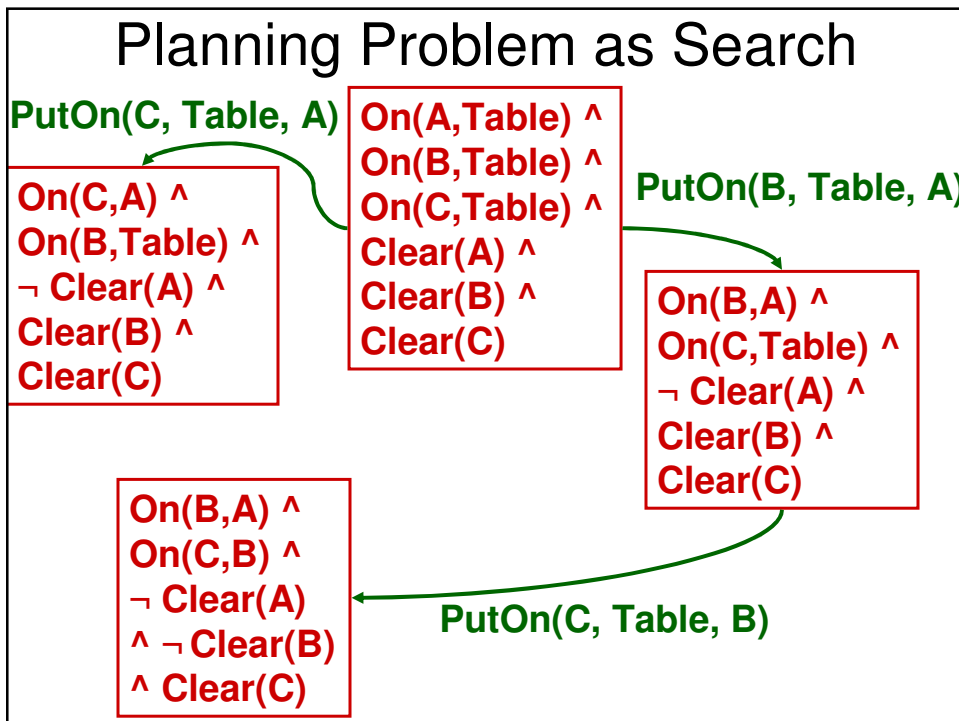 Planning Problem as Search
PutOn(C, Table, A)
On(A,Table) ^
On(B,Table) ^
On(C,Table) ^
Clear(A) ^
Clear(B) ^
Clear(C)
PutOn(B, Table, A)
On(C,A) ^
On(B,Table) ^
¬ Clear(A) ^
Clear(B) ^
Clear(C)
On(B,A) ^
On(C,Table) ^
¬ Clear(A) ^
Clear(B) ^
Clear(C)
On(B,A) ^
On(C,B) ^
¬ Clear(A)
^ ¬ Clear(B)
^ Clear(C)
PutOn(C, Table, B)